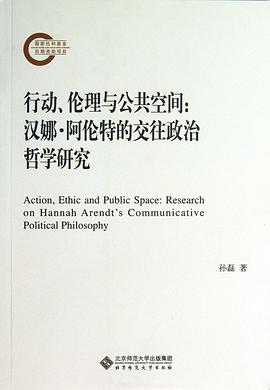 国家社科基金
后期资助项目
行动、伦理与公共空间:
汉娜·阿伦特的交往政治
哲学研究
Action, Ethic and Public Space: Research
on Hannah Arendt's Communicative
Political Philosophy
孙磊 著
北京师范大学出版集团
北京师范大学出版社